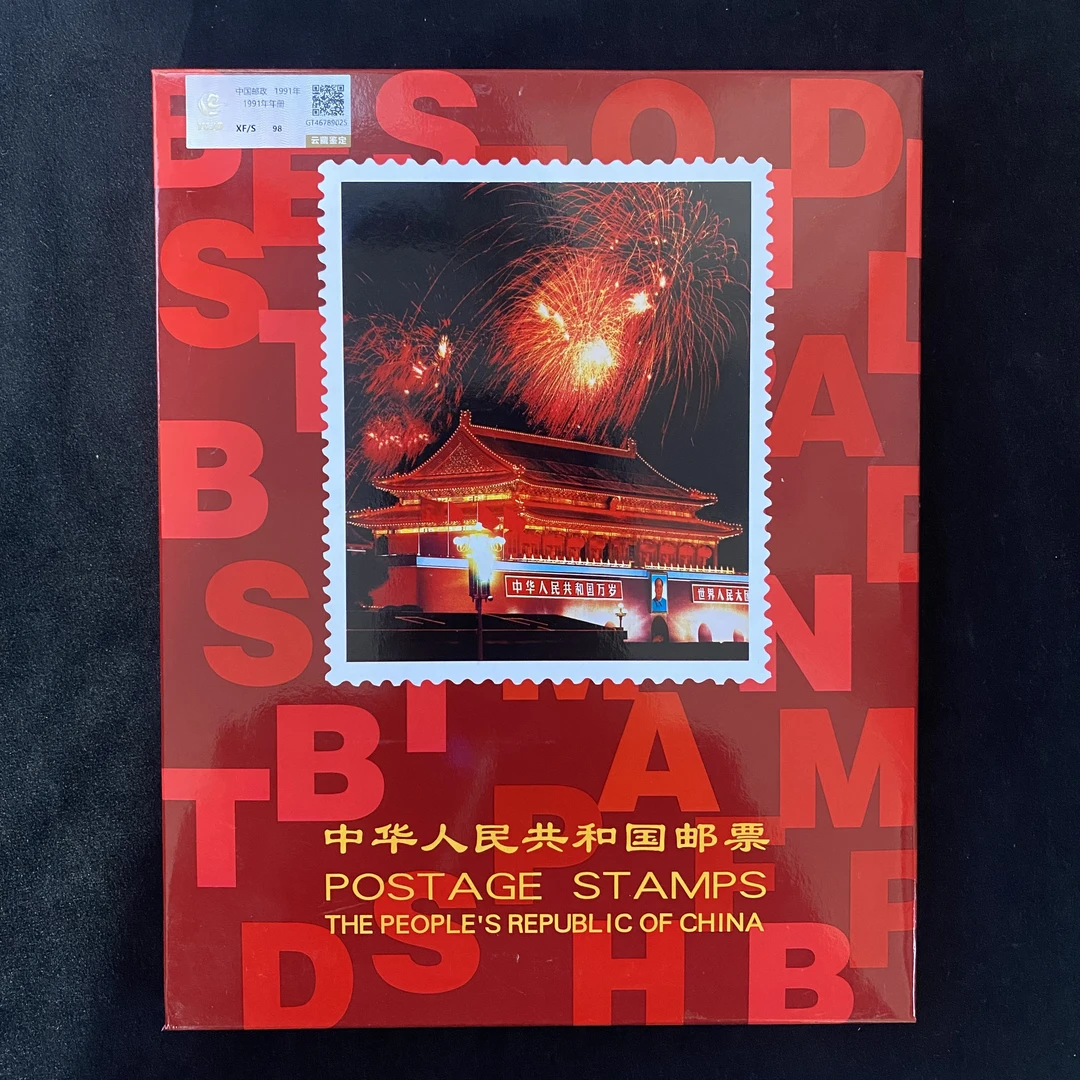 中国邮政 1991年
1991年年册
XF/S 98
GT46789025
云藏鉴定
中华人民共和国万岁
世界人民大团
中华人民共和国邮票
POSTAGE STAMPS
THE PEOPLE'S REPUBLIC OF CHINA